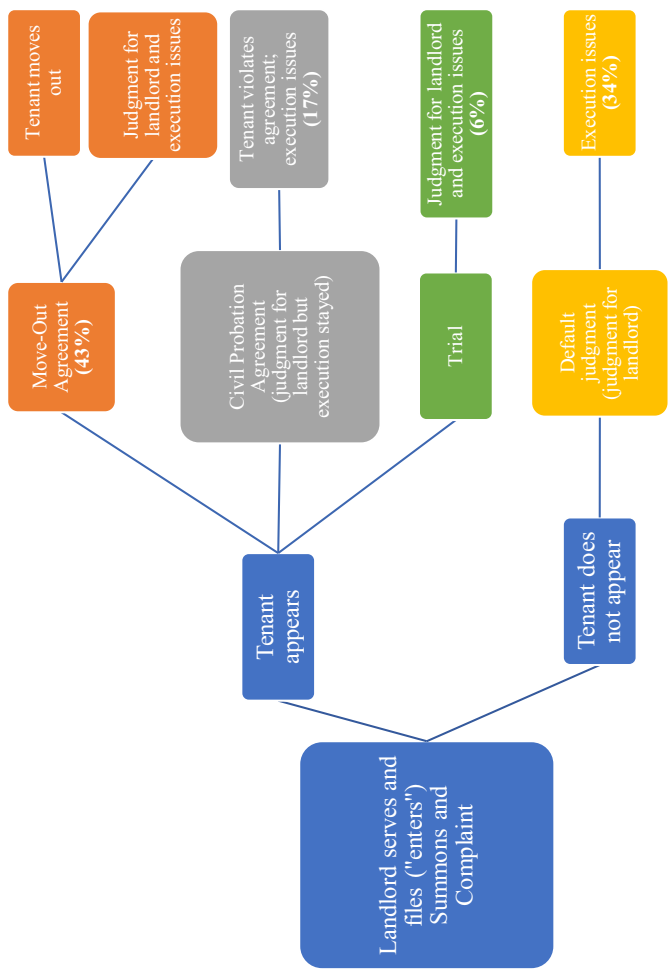 Landlord serves and
files ("enters")
Summons and
Complaint
Tenant
appears
Tenant does
not appear
Move-Out
Agreement
(43%)
Civil Probation
Agreement
(judgment for
landlord but
execution stayed)
Trial
Default
judgment
(judgment for
landlord)
Tenant moves
out
Judgment for
landlord and
execution issues
Tenant violates
agreement;
execution issues
(17%)
Judgment for landlord
and execution issues
(6%)
Execution issues
(34%)